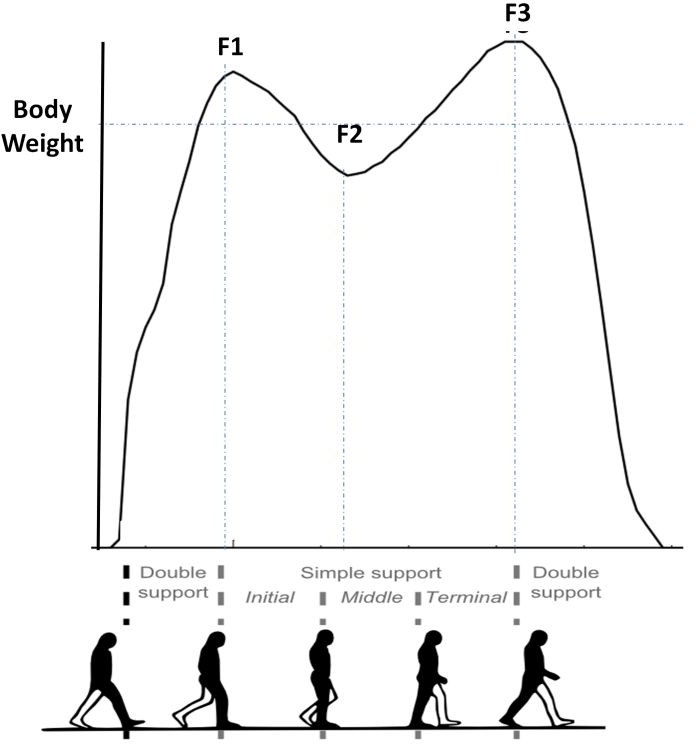 F3
F1
Body
Weight
F2
Double
support
Simple support
Initial
Middle
Terminal
Double
support